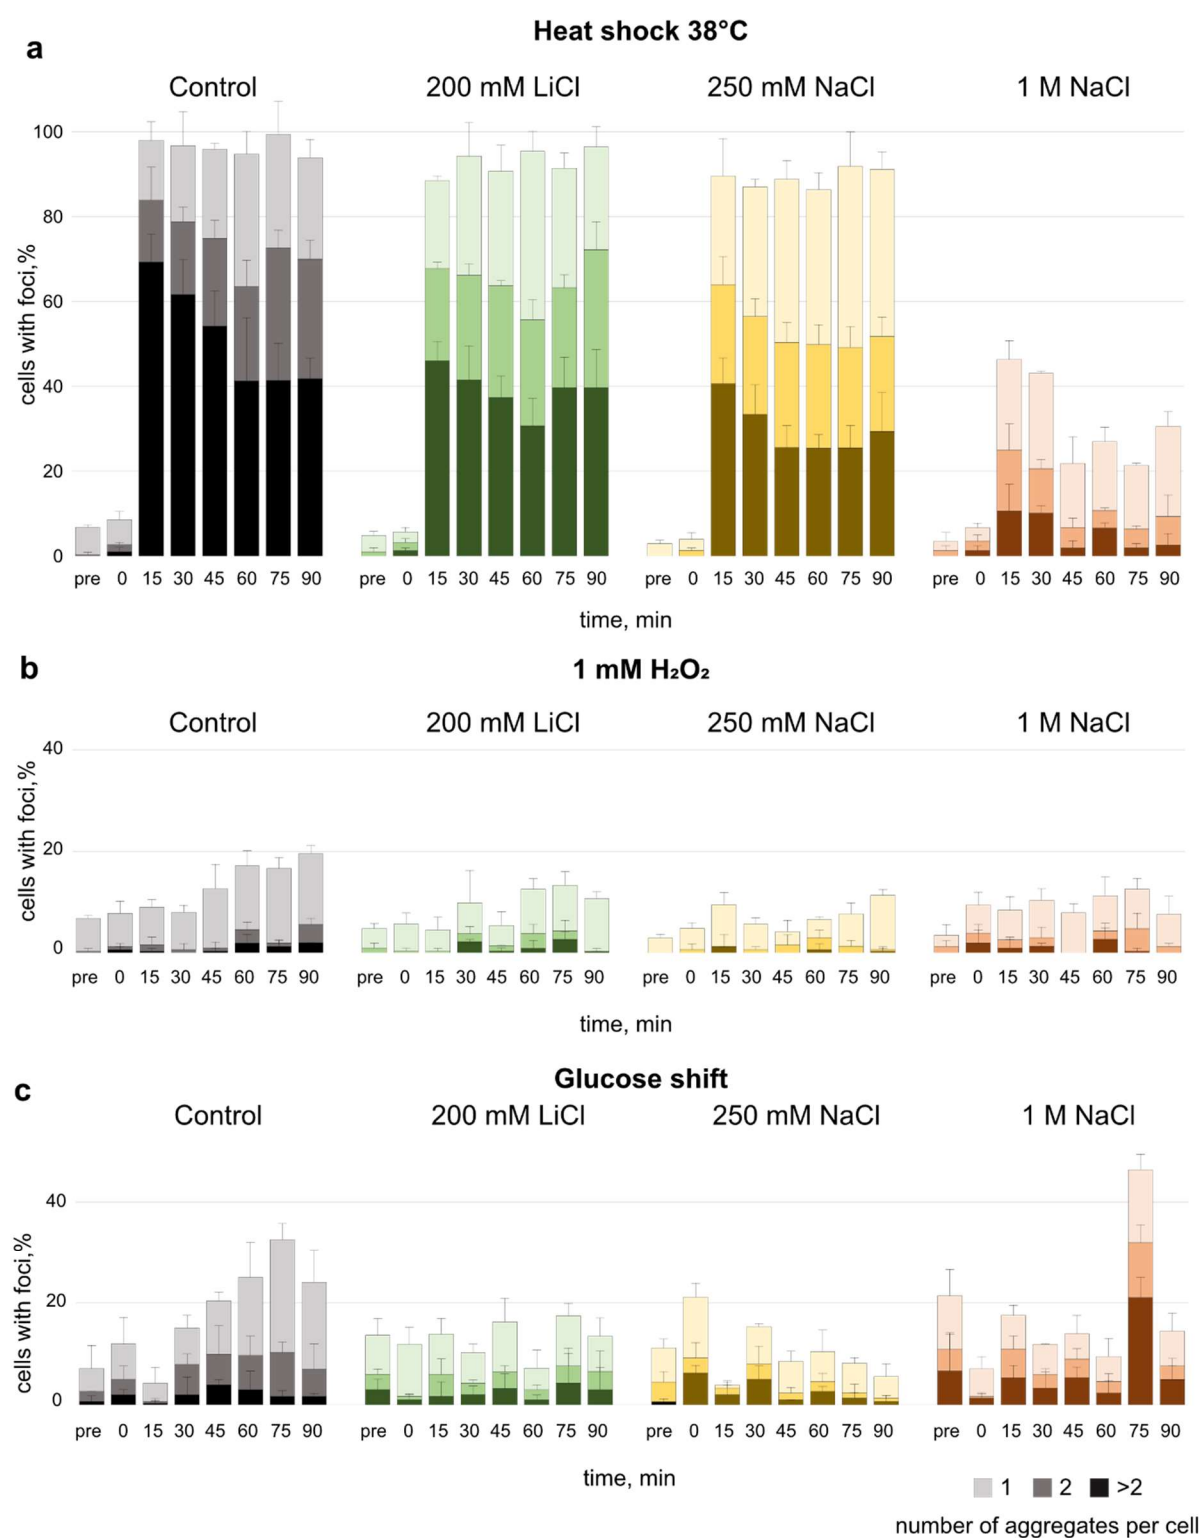 a
Heat shock 38°C
Control 200 mM LiCl 250 mM NaCl 1 M NaCl
cells with foci,%
100
80
60
40
20
0
pre 0 15 30 45 60 75 90 pre 0 15 30 45 60 75 90 pre 0 15 30 45 60 75 90 pre 0 15 30 45 60 75 90
time, min
b
1 mM H₂O₂
Control 200 mM LiCl 250 mM NaCl 1 M NaCl
cells with foci,%
40
20
0
pre 0 15 30 45 60 75 90 pre 0 15 30 45 60 75 90 pre 0 15 30 45 60 75 90 pre 0 15 30 45 60 75 90
time, min
c
Glucose shift
Control 200 mM LiCl 250 mM NaCl 1 M NaCl
cells with foci,%
40
20
0
pre 0 15 30 45 60 75 90 pre 0 15 30 45 60 75 90 pre 0 15 30 45 60 75 90 pre 0 15 30 45 60 75 90
time, min
1 2 >2
number of aggregates per cell